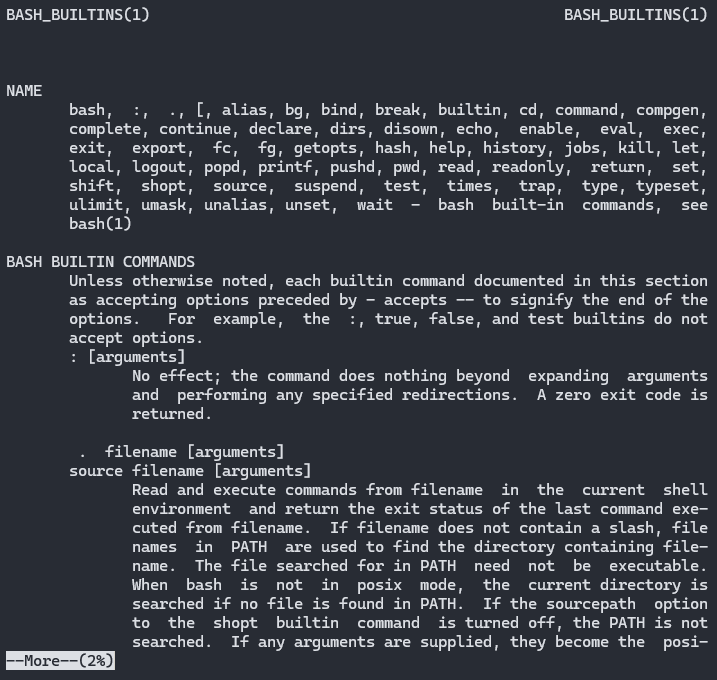 BASH_BUILTINS(1)                                              BASH_BUILTINS(1)
NAME
       bash,  :,  ., [, alias, bg, bind, break, builtin, cd, command, compgen,
       complete, continue, declare, dirs, disown, echo,  enable,  eval,  exec,
       exit,  export,  fc,  fg, getopts, hash, help, history, jobs, kill, let,
       local, logout, popd, printf, pushd, pwd, read, readonly,  return,  set,
       shift,  shopt,  source,  suspend,  test,  times,  trap,  type, typeset,
       ulimit, umask, unalias, unset,  wait  -  bash  built-in  commands,  see
       bash(1)
BASH BUILTIN COMMANDS
       Unless otherwise noted, each builtin command documented in this section
       as accepting options preceded by - accepts -- to signify the end of the
       options.   For  example,  the  :, true, false, and test builtins do not
       accept options.
       : [arguments]
              No effect; the command does nothing beyond  expanding  arguments
              and  performing any specified redirections.  A zero exit code is
              returned.
        .  filename [arguments]
       source filename [arguments]
              Read and execute commands from filename  in  the  current  shell
              environment  and return the exit status of the last command exe-
              cuted from filename.  If filename does not contain a slash, file
              names  in  PATH  are used to find the directory containing file-
              name.  The file searched for in PATH  need  not  be  executable.
              When  bash  is  not  in  posix  mode,  the  current directory is
              searched if no file is found in PATH.  If the sourcepath  option
              to  the  shopt  builtin  command  is turned off, the PATH is not
              searched.  If any arguments are supplied, they become the  posi-
--More--(2%)